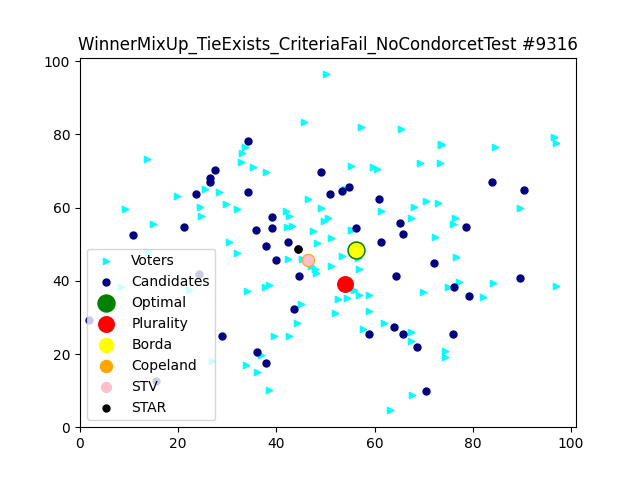 WinnerMixUp_TieExists_CriteriaFail_NoCondorcetTest #9316
100
80
60
40
20
0
Voters
Candidates
Optimal
Plurality
Borda
Copeland
STV
STAR
0 20 40 60 80 100